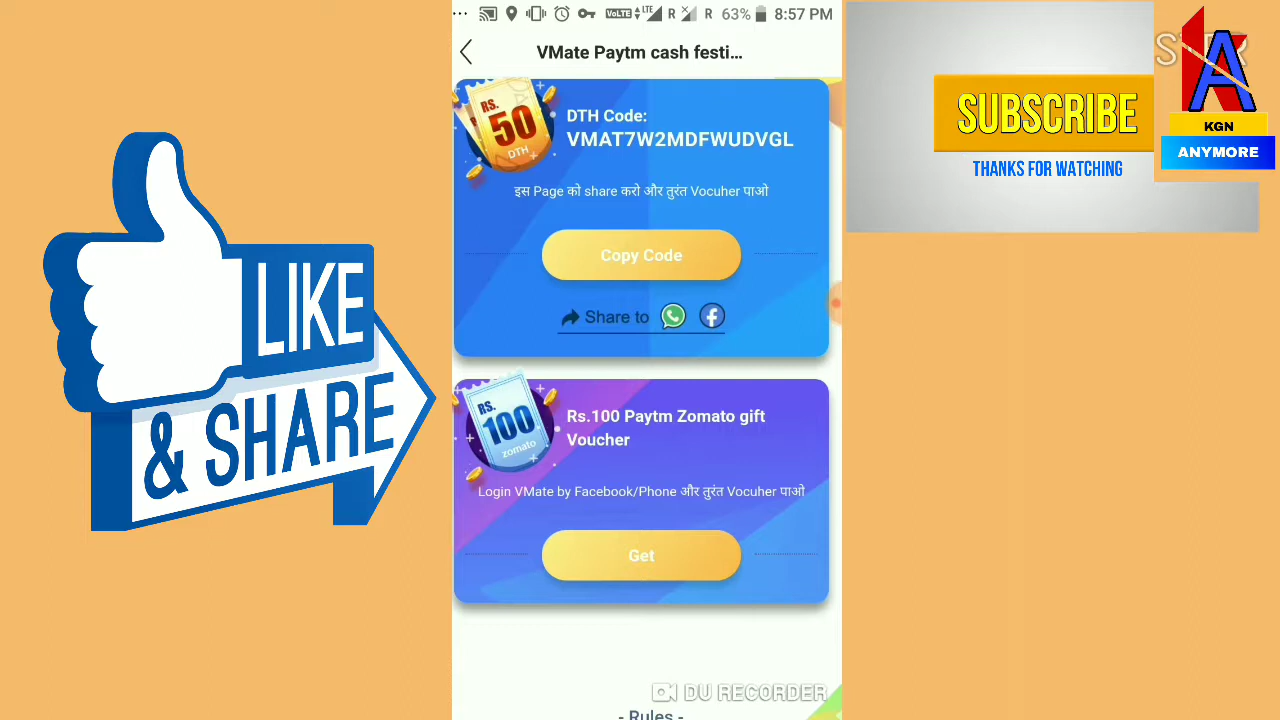 VoLTE LTE R R 63% 8:57 PM
VMate Paytm cash festi...
RS.
50
DTH
DTH Code:
VMAT7W2MDFWUDVGL
इस Page को share करो और तुरंत Vocuher पाओ
Copy Code
Share to
RS.
100
zomato
Rs.100 Paytm Zomato gift
Voucher
Login VMate by Facebook/Phone और तुरंत Vocuher पाओ
Get
DU RECORDER
- Rules -
LIKE
& SHARE
SUBSCRIBE
THANKS FOR WATCHING
A
KGN
ANYMORE